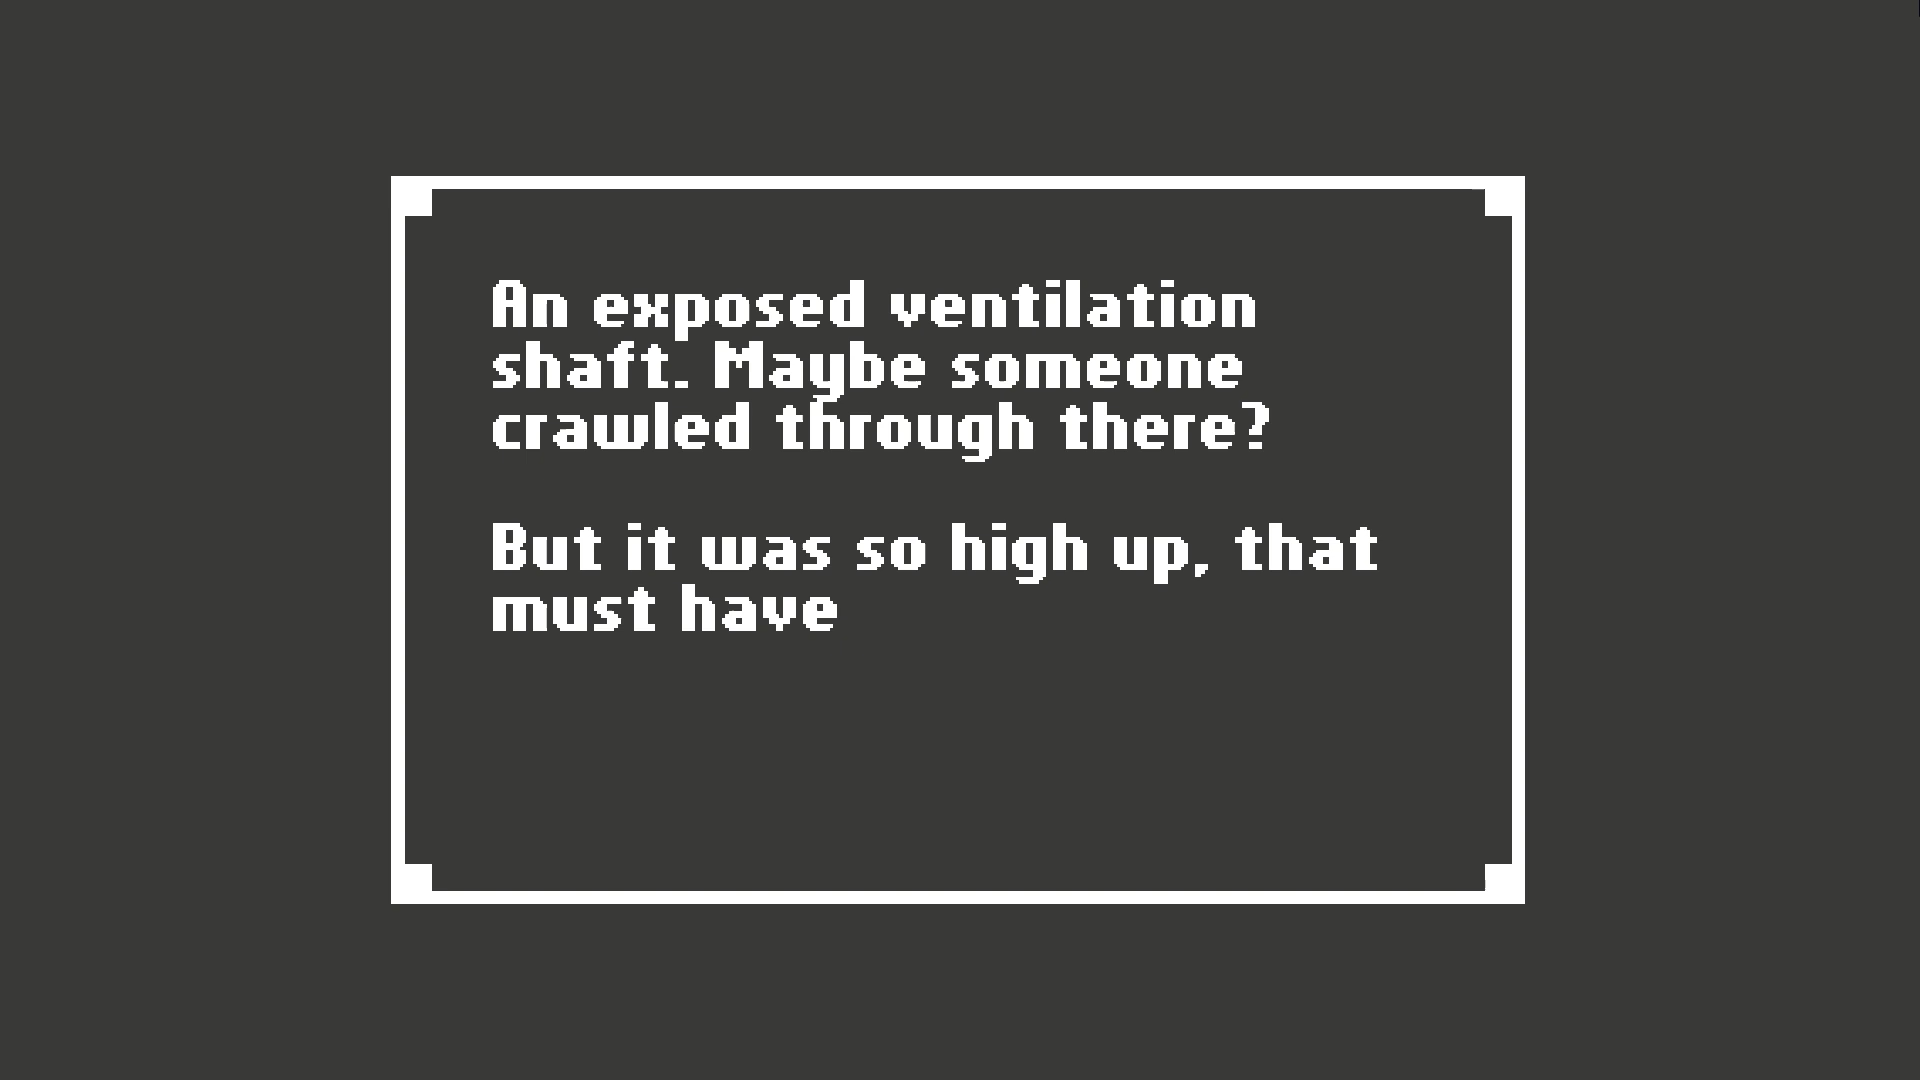 An exposed ventilation
shaft. Maybe someone
crawled through there?
But it was so high up, that
must have